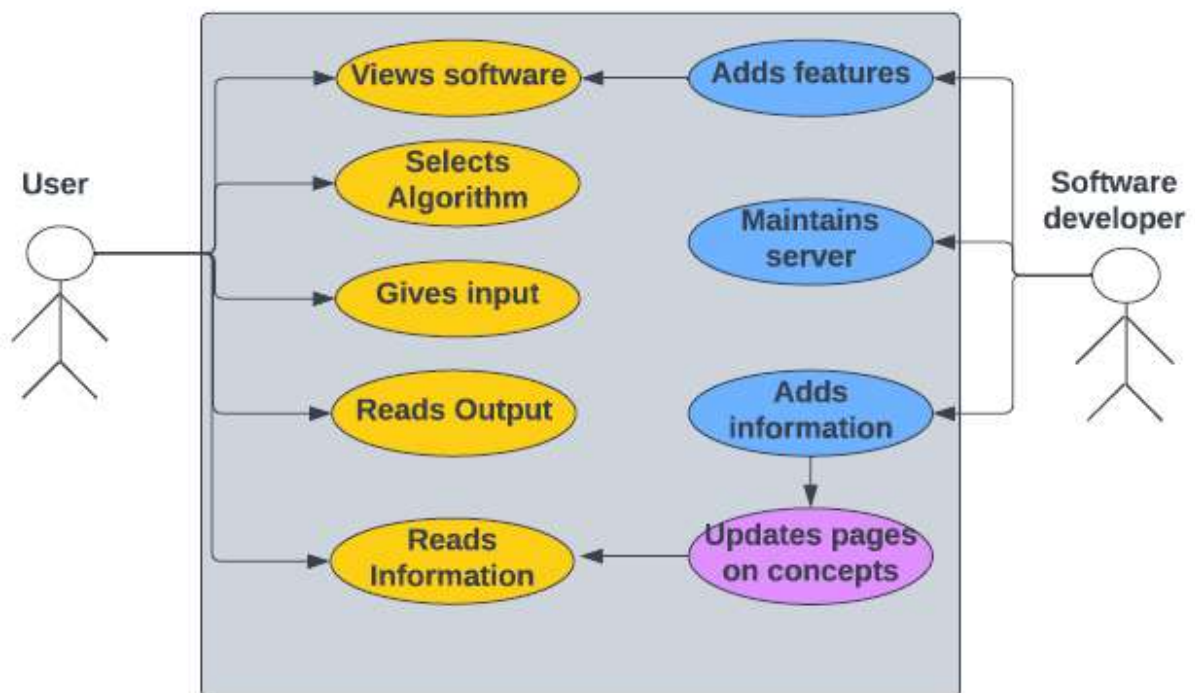 Views software
Adds features
Selects
Algorithm
User
Software
developer
Maintains
server
Gives input
Reads Output
Adds
information
Reads
Information
Updates pages
on concepts